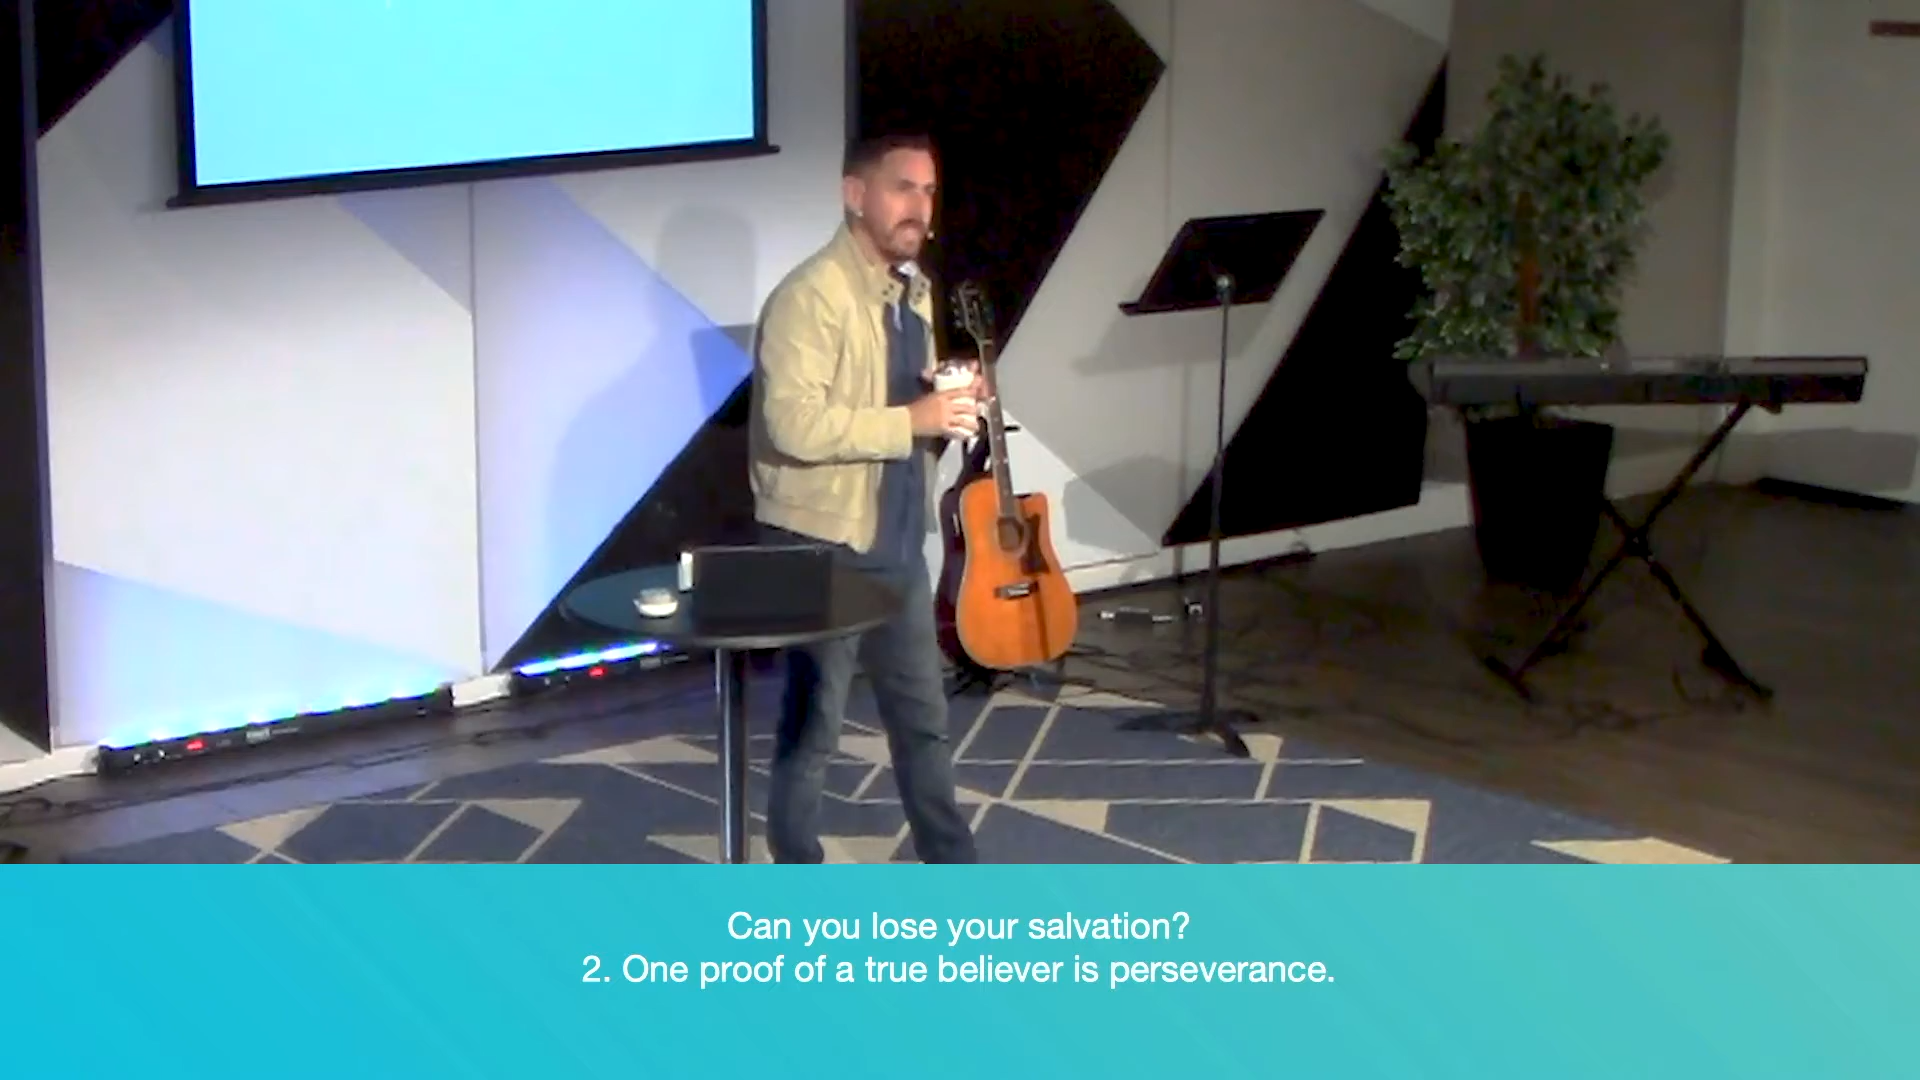 Can you lose your salvation?
2. One proof of a true believer is perseverance.